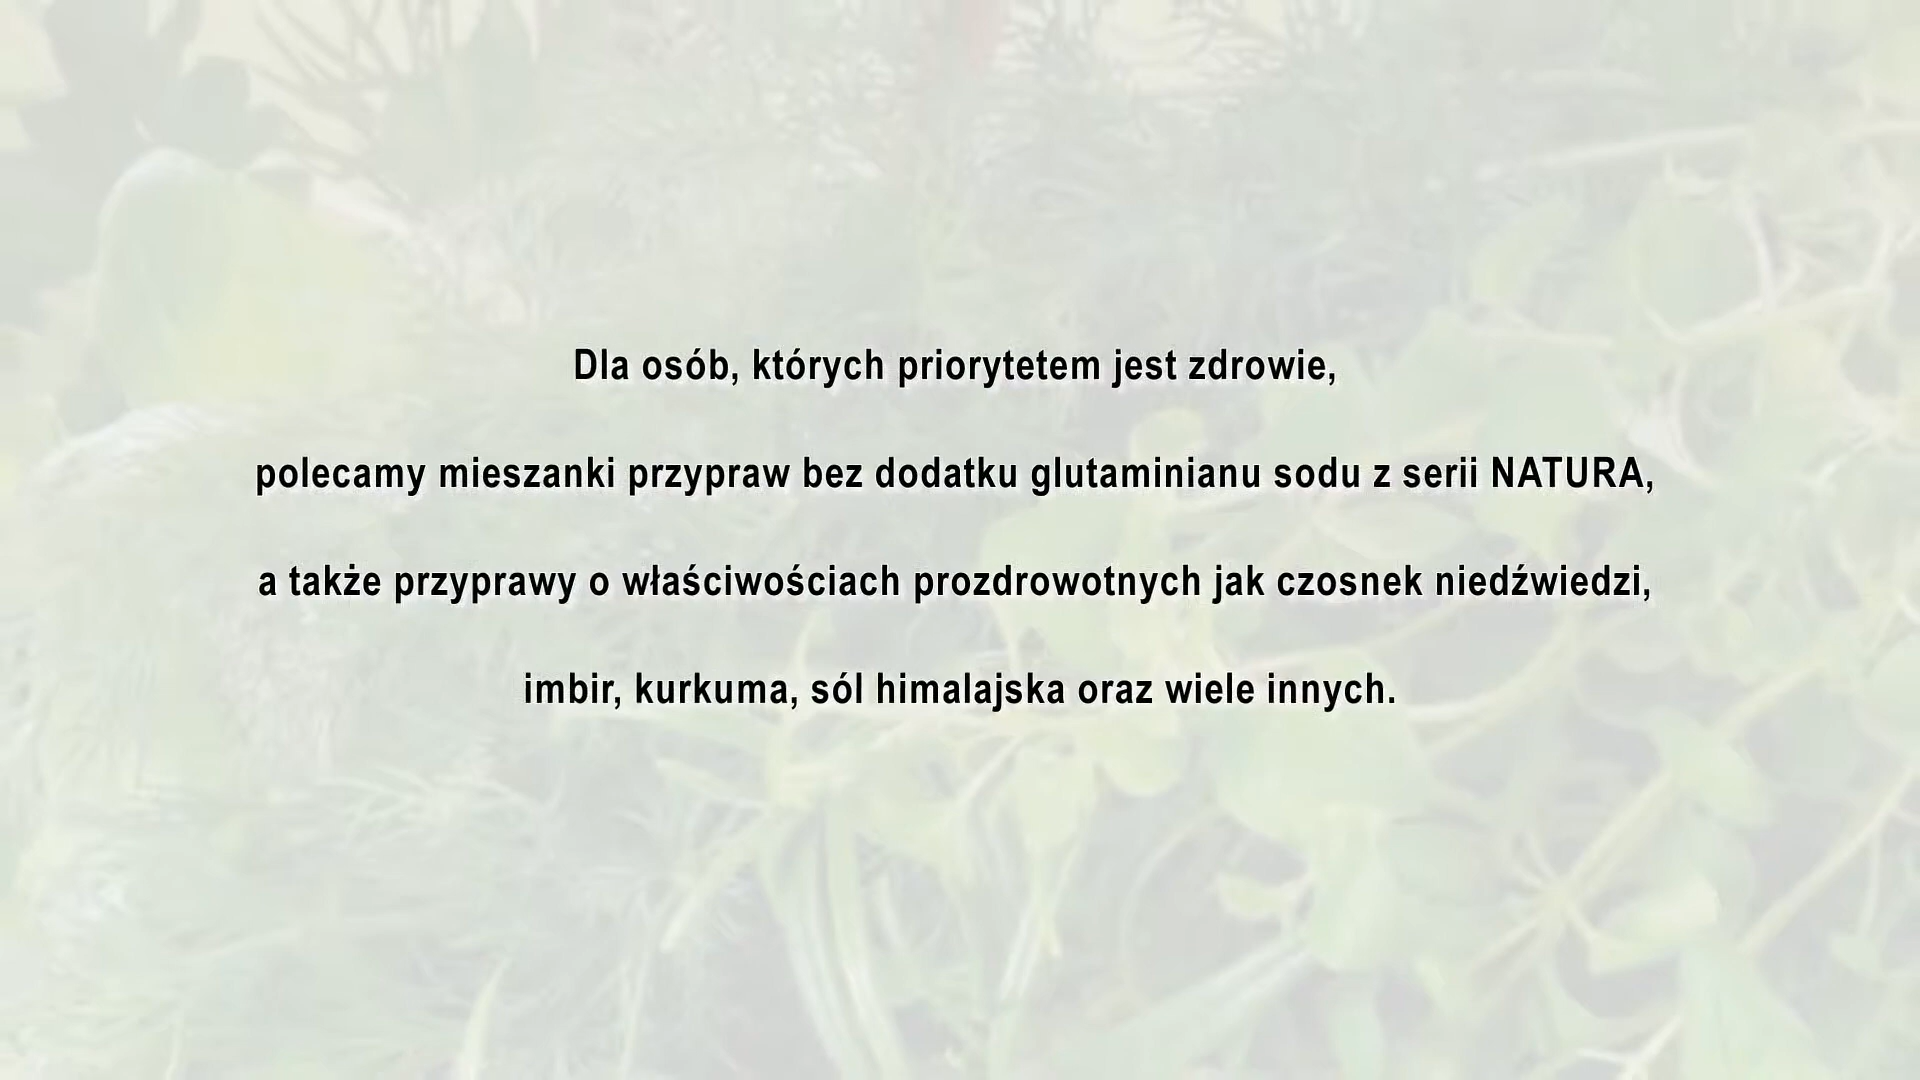 Dla osób, których priorytetem jest zdrowie,
polecamy mieszanki przypraw bez dodatku glutaminianu sodu z serii NATURA,
a także przyprawy o właściwościach prozdrowotnych jak czosnek niedźwiedzi,
imbir, kurkuma, sól himalajska oraz wiele innych.